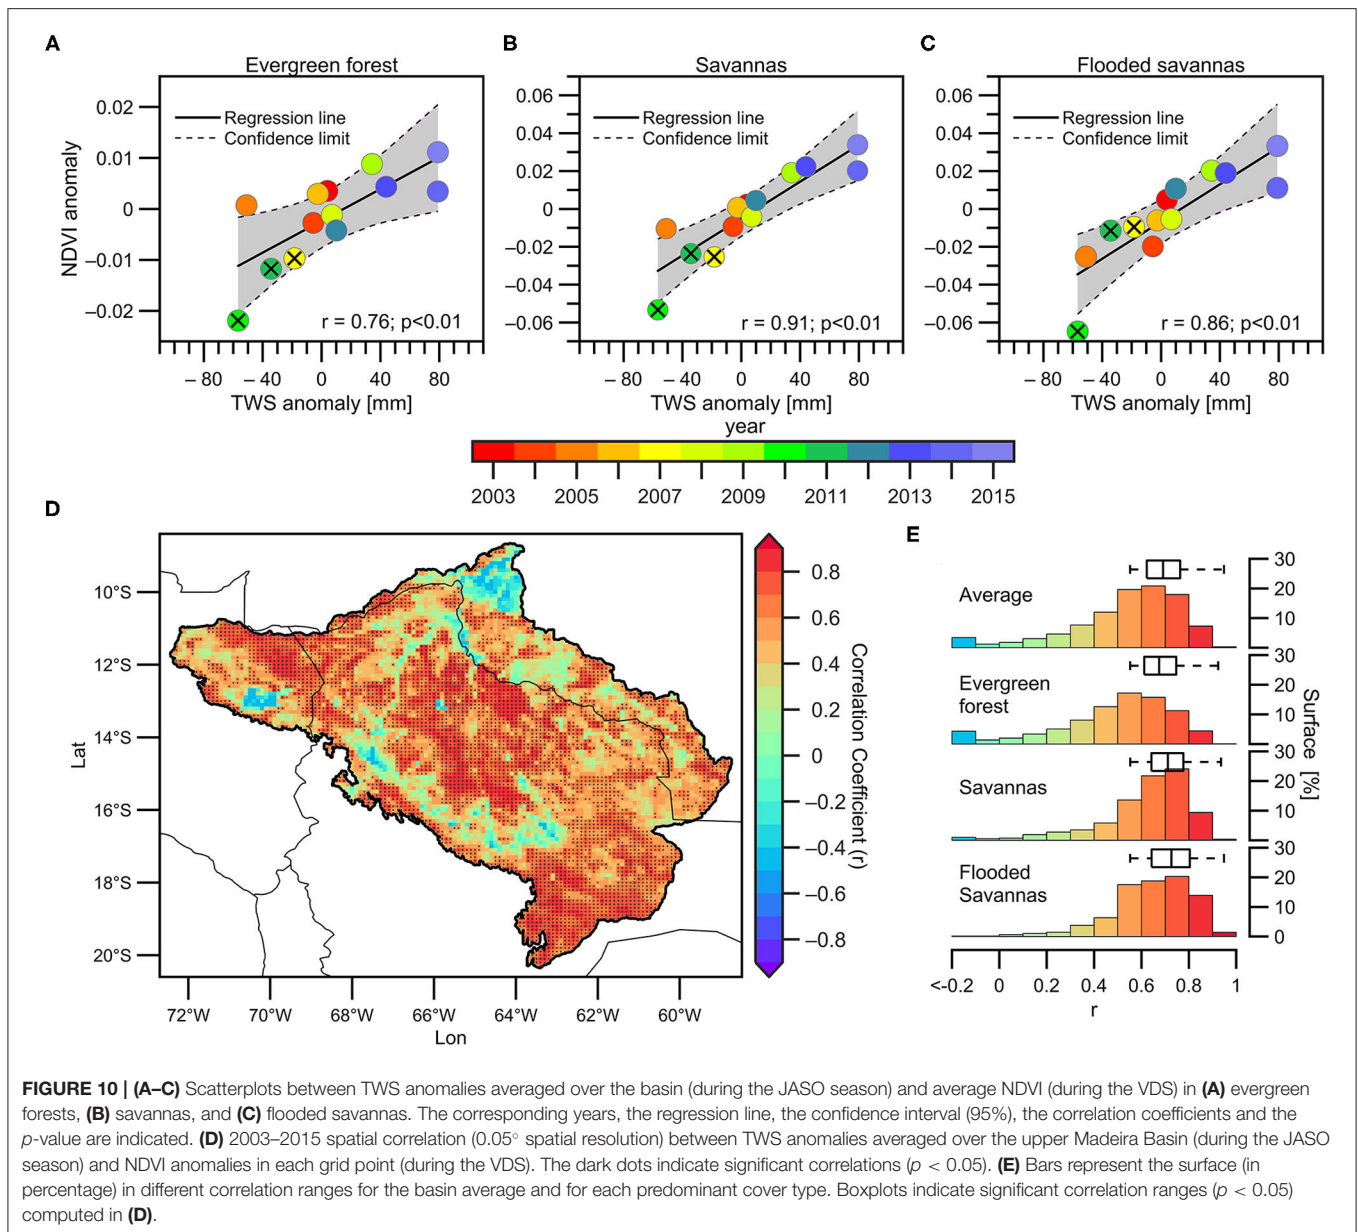 A
Evergreen forest
Regression line
Confidence limit
0.02
0.01
0
−0.01
−0.02
NDVI anomaly
r = 0.76; p<0.01
−80 −40 0 40 80
TWS anomaly [mm]
B
Savannas
Regression line
Confidence limit
0.06
0.04
0.02
0
−0.02
−0.04
−0.06
r = 0.91; p<0.01
−80 −40 0 40 80
TWS anomaly [mm]
C
Flooded savannas
Regression line
Confidence limit
0.06
0.04
0.02
0
−0.02
−0.04
−0.06
r = 0.86; p<0.01
−80 −40 0 40 80
TWS anomaly [mm]
year
2003 2005 2007 2009 2011 2013 2015
D
10°S
12°S
14°S
16°S
18°S
20°S
Lat
72°W 70°W 68°W 66°W 64°W 62°W 60°W
Lon
0.8
0.6
0.4
0.2
0
−0.2
−0.4
−0.6
−0.8
Correlation Coefficient (r)
E
Average
30
20
10
Evergreen
forest
30
20
10
Savannas
30
20
10
Flooded
Savannas
30
20
10
0
Surface [%]
<-0.2 0 0.2 0.4 0.6 0.8 1
r
FIGURE 10 | (A–C) Scatterplots between TWS anomalies averaged over the basin (during the JASO season) and average NDVI (during the VDS) in (A) evergreen
forests, (B) savannas, and (C) flooded savannas. The corresponding years, the regression line, the confidence interval (95%), the correlation coefficients and the
p-value are indicated. (D) 2003–2015 spatial correlation (0.05° spatial resolution) between TWS anomalies averaged over the upper Madeira Basin (during the JASO
season) and NDVI anomalies in each grid point (during the VDS). The dark dots indicate significant correlations (p < 0.05). (E) Bars represent the surface (in
percentage) in different correlation ranges for the basin average and for each predominant cover type. Boxplots indicate significant correlation ranges (p < 0.05)
computed in (D).